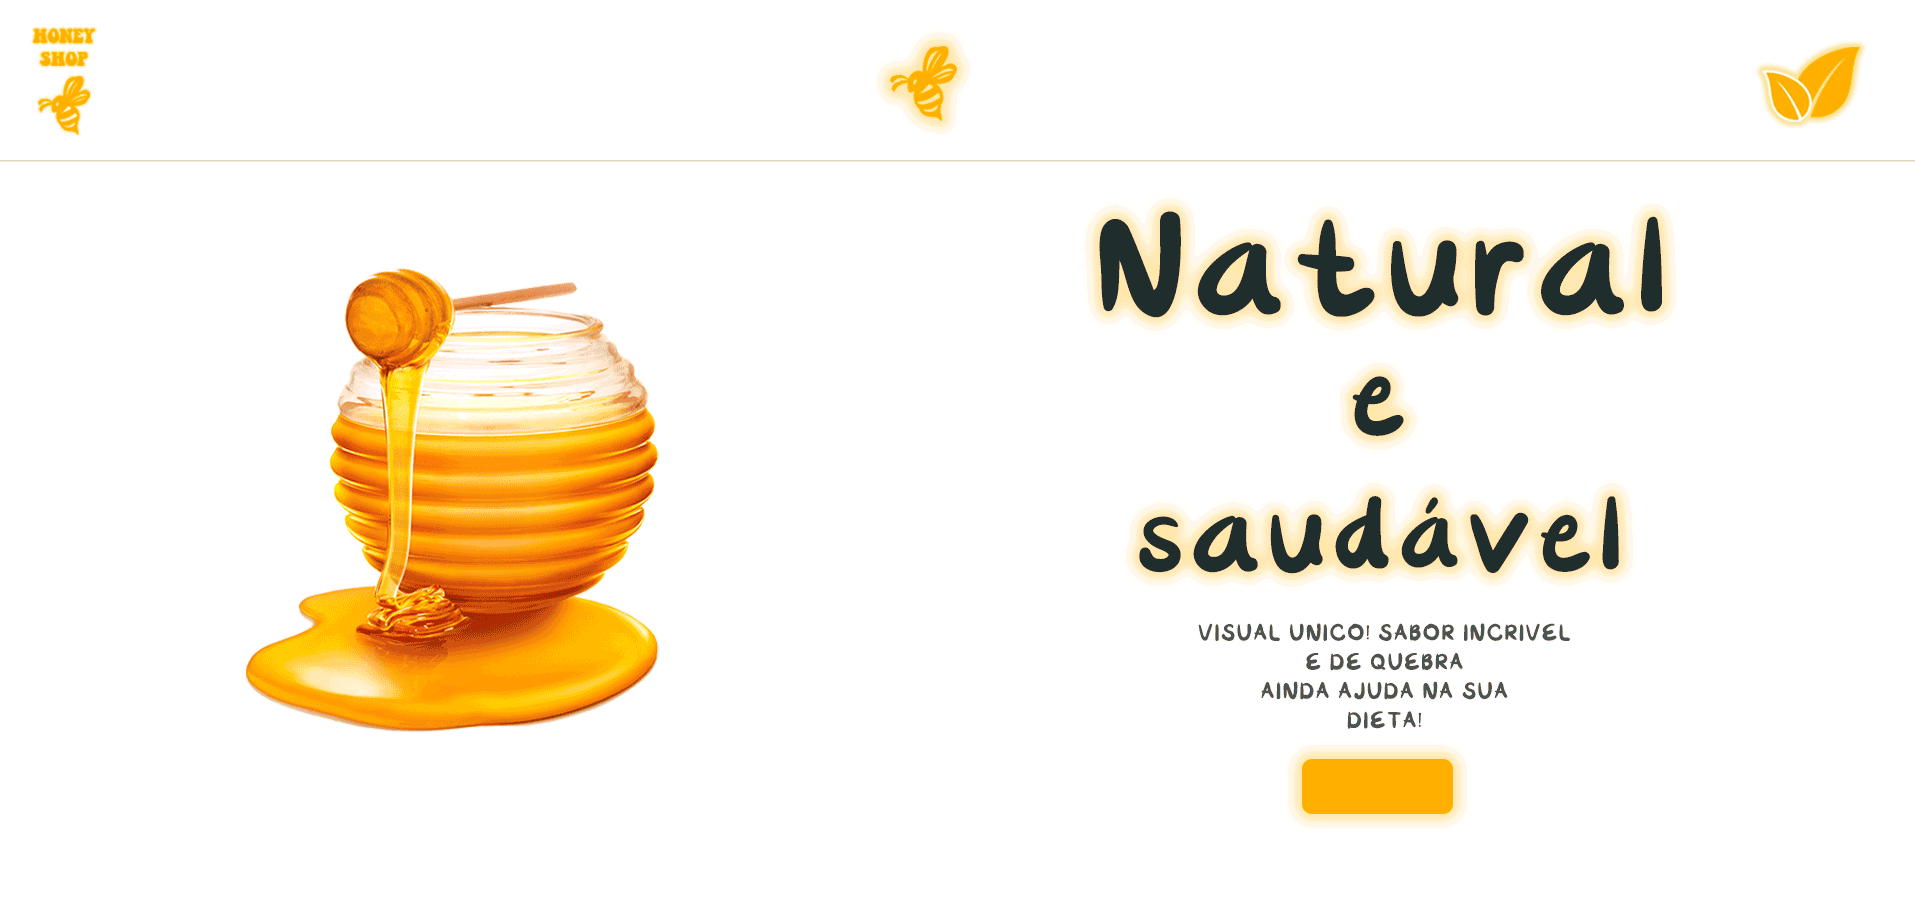 HONEY
SHOP
Natural
e
saudável
VISUAL UNICO! SABOR INCRIVEL
E DE QUEBRA
AINDA AJUDA NA SUA
DIETA!